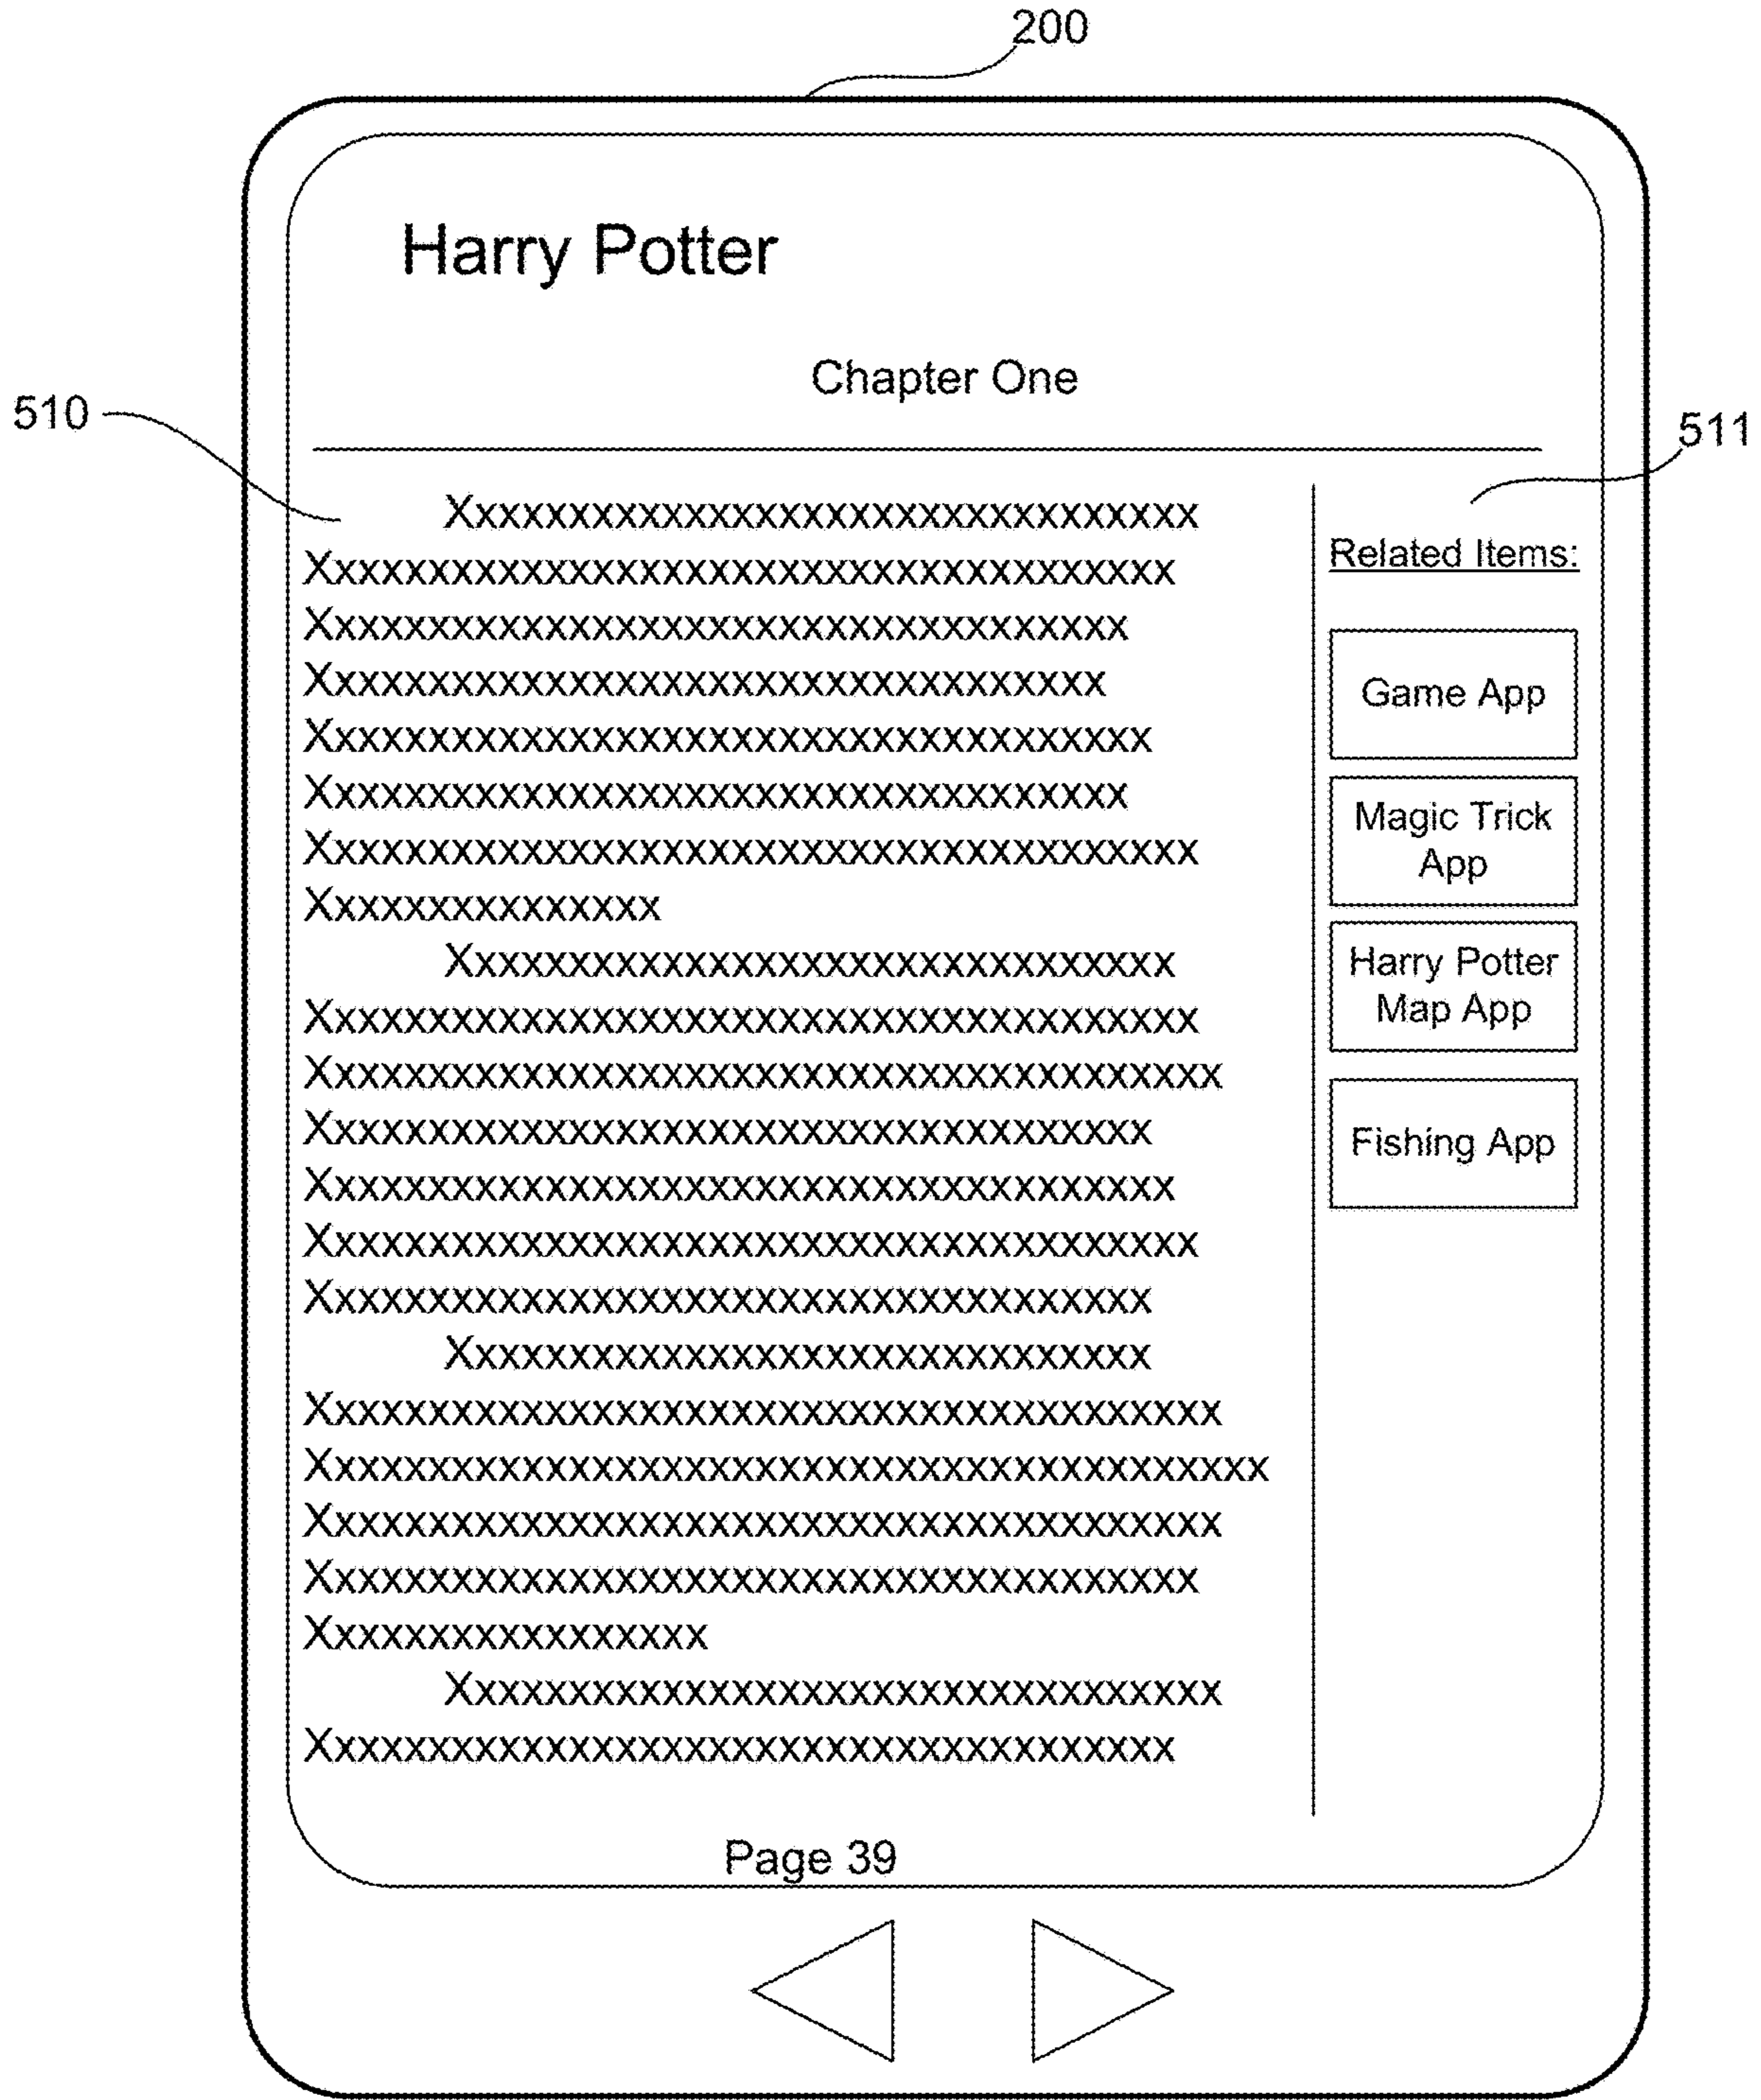 200
Harry Potter
Chapter One
510
511
Xxxxxxxxxxxxxxxxxxxxxxxxxxxxxxxx
Xxxxxxxxxxxxxxxxxxxxxxxxxxxxxxxxxxxxx
Xxxxxxxxxxxxxxxxxxxxxxxxxxxxxxxxxxx
Xxxxxxxxxxxxxxxxxxxxxxxxxxxxxxxxxx
Xxxxxxxxxxxxxxxxxxxxxxxxxxxxxxxxxxxx
Xxxxxxxxxxxxxxxxxxxxxxxxxxxxxxxxxxx
Xxxxxxxxxxxxxxxxxxxxxxxxxxxxxxxxxxxxxx
Xxxxxxxxxxxxxxx
Xxxxxxxxxxxxxxxxxxxxxxxxxxxxxxx
Xxxxxxxxxxxxxxxxxxxxxxxxxxxxxxxxxxxxxx
Xxxxxxxxxxxxxxxxxxxxxxxxxxxxxxxxxxxxxxx
Xxxxxxxxxxxxxxxxxxxxxxxxxxxxxxxxxxxx
Xxxxxxxxxxxxxxxxxxxxxxxxxxxxxxxxxxxxx
Xxxxxxxxxxxxxxxxxxxxxxxxxxxxxxxxxxxxxx
Xxxxxxxxxxxxxxxxxxxxxxxxxxxxxxxxxxxx
Xxxxxxxxxxxxxxxxxxxxxxxxxxxxxx
Xxxxxxxxxxxxxxxxxxxxxxxxxxxxxxxxxxxxxxx
Xxxxxxxxxxxxxxxxxxxxxxxxxxxxxxxxxxxxxxxxx
Xxxxxxxxxxxxxxxxxxxxxxxxxxxxxxxxxxxxxxx
Xxxxxxxxxxxxxxxxxxxxxxxxxxxxxxxxxxxxxx
Xxxxxxxxxxxxxxxxx
Xxxxxxxxxxxxxxxxxxxxxxxxxxxxxxxxx
Xxxxxxxxxxxxxxxxxxxxxxxxxxxxxxxxxxxxx
Related Items:
Game App
Magic Trick
App
Harry Potter
Map App
Fishing App
Page 39